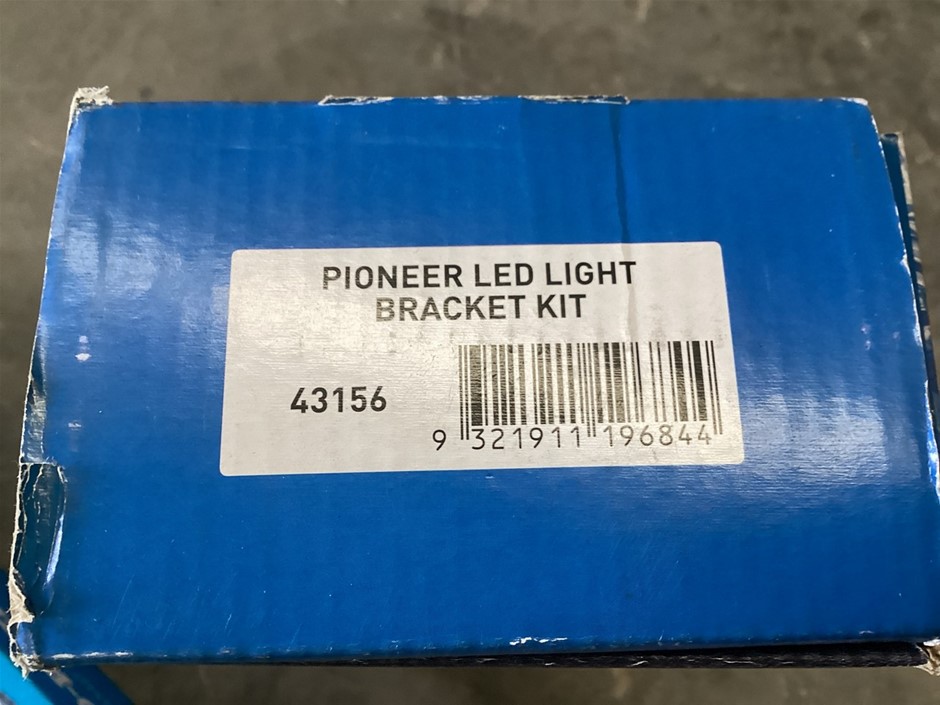 PIONEER LED LIGHT
BRACKET KIT
43156
9 321911 196844